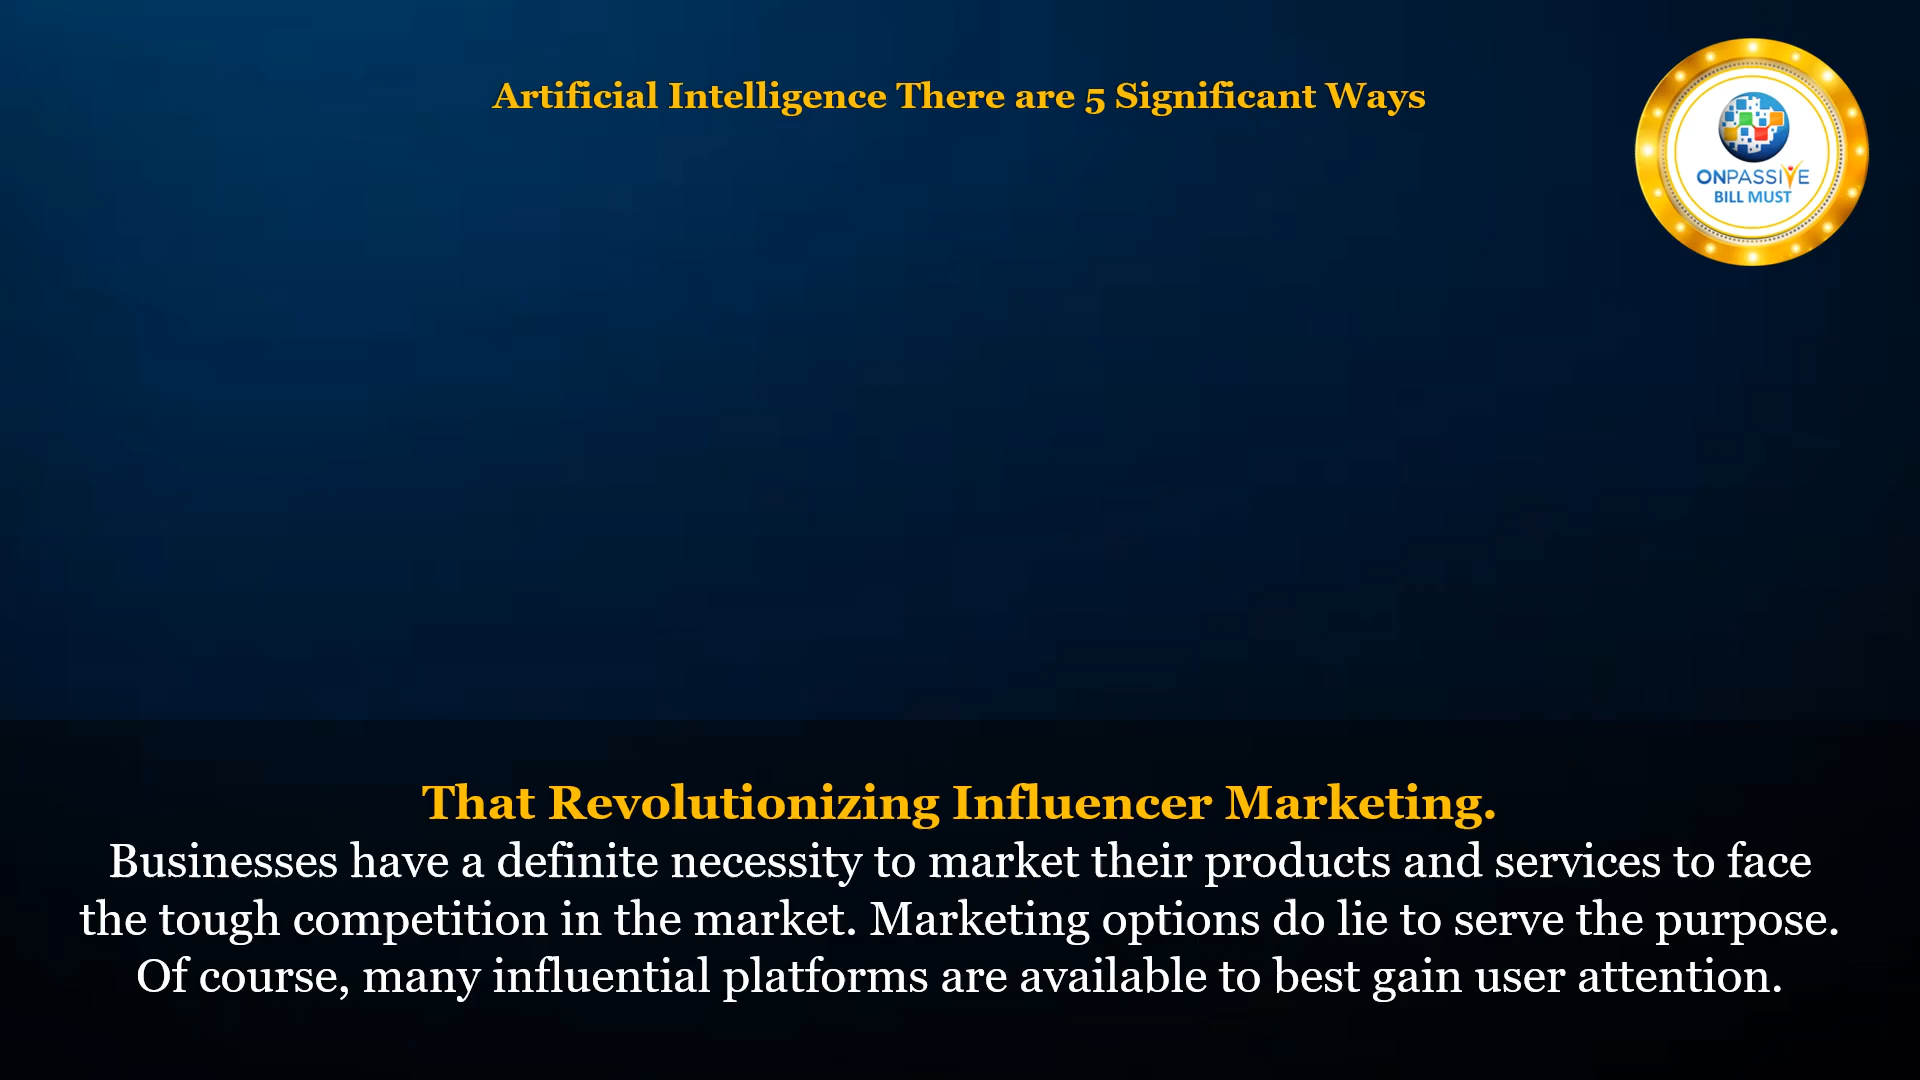 Artificial Intelligence There are 5 Significant Ways
ONPASSIVE
BILL MUST
That Revolutionizing Influencer Marketing.
Businesses have a definite necessity to market their products and services to face
the tough competition in the market. Marketing options do lie to serve the purpose.
Of course, many influential platforms are available to best gain user attention.